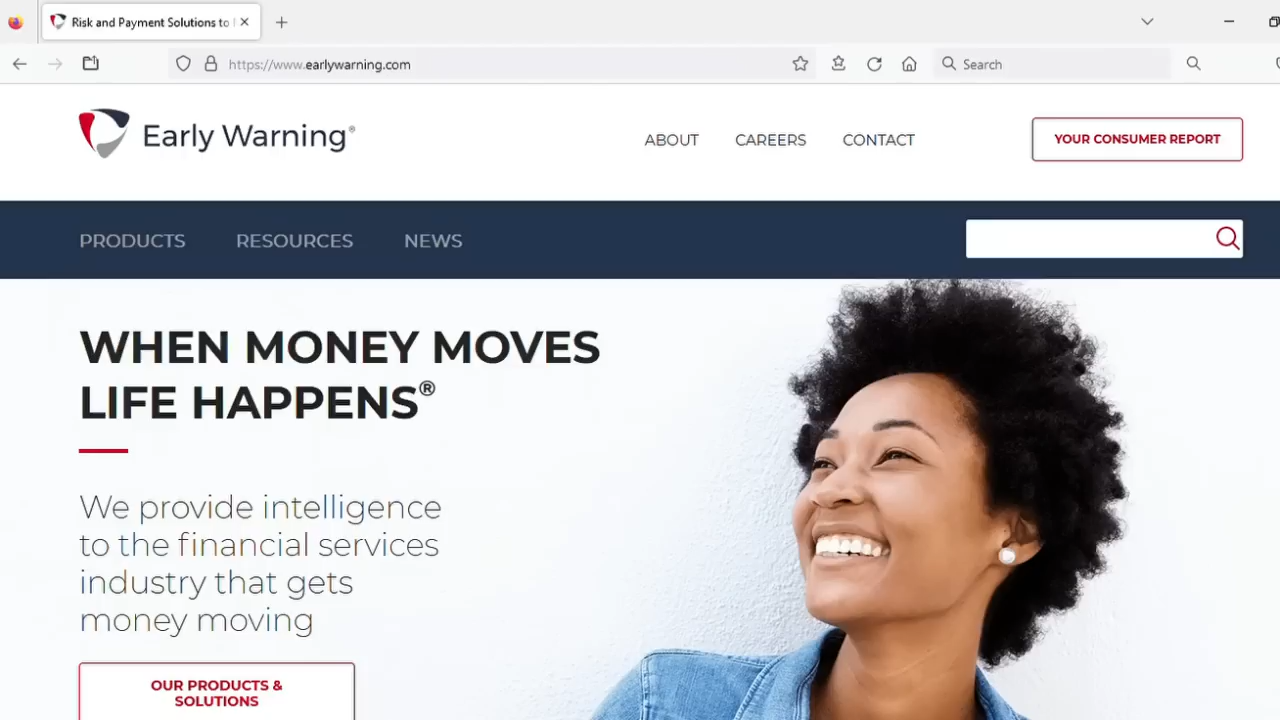 Risk and Payment Solutions to
https://www.earlywarning.com
Search
Early Warning®
ABOUT
CAREERS
CONTACT
YOUR CONSUMER REPORT
PRODUCTS
RESOURCES
NEWS
WHEN MONEY MOVES
LIFE HAPPENS®
We provide intelligence
to the financial services
industry that gets
money moving
OUR PRODUCTS &
SOLUTIONS